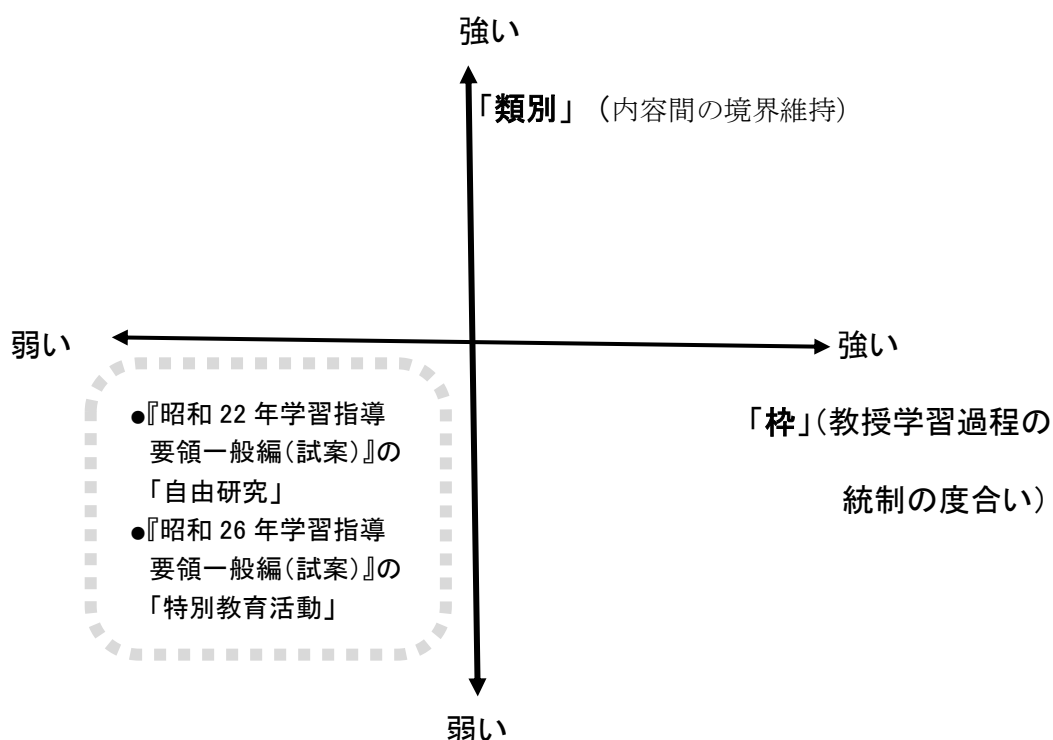 強い
「類別」（内容間の境界維持）
弱い
強い
●『昭和 22 年学習指導
要領一般編（試案）』の
「自由研究」
●『昭和 26 年学習指導
要領一般編（試案）』の
「特別教育活動」
「枠」（教授学習過程の
統制の度合い）
弱い